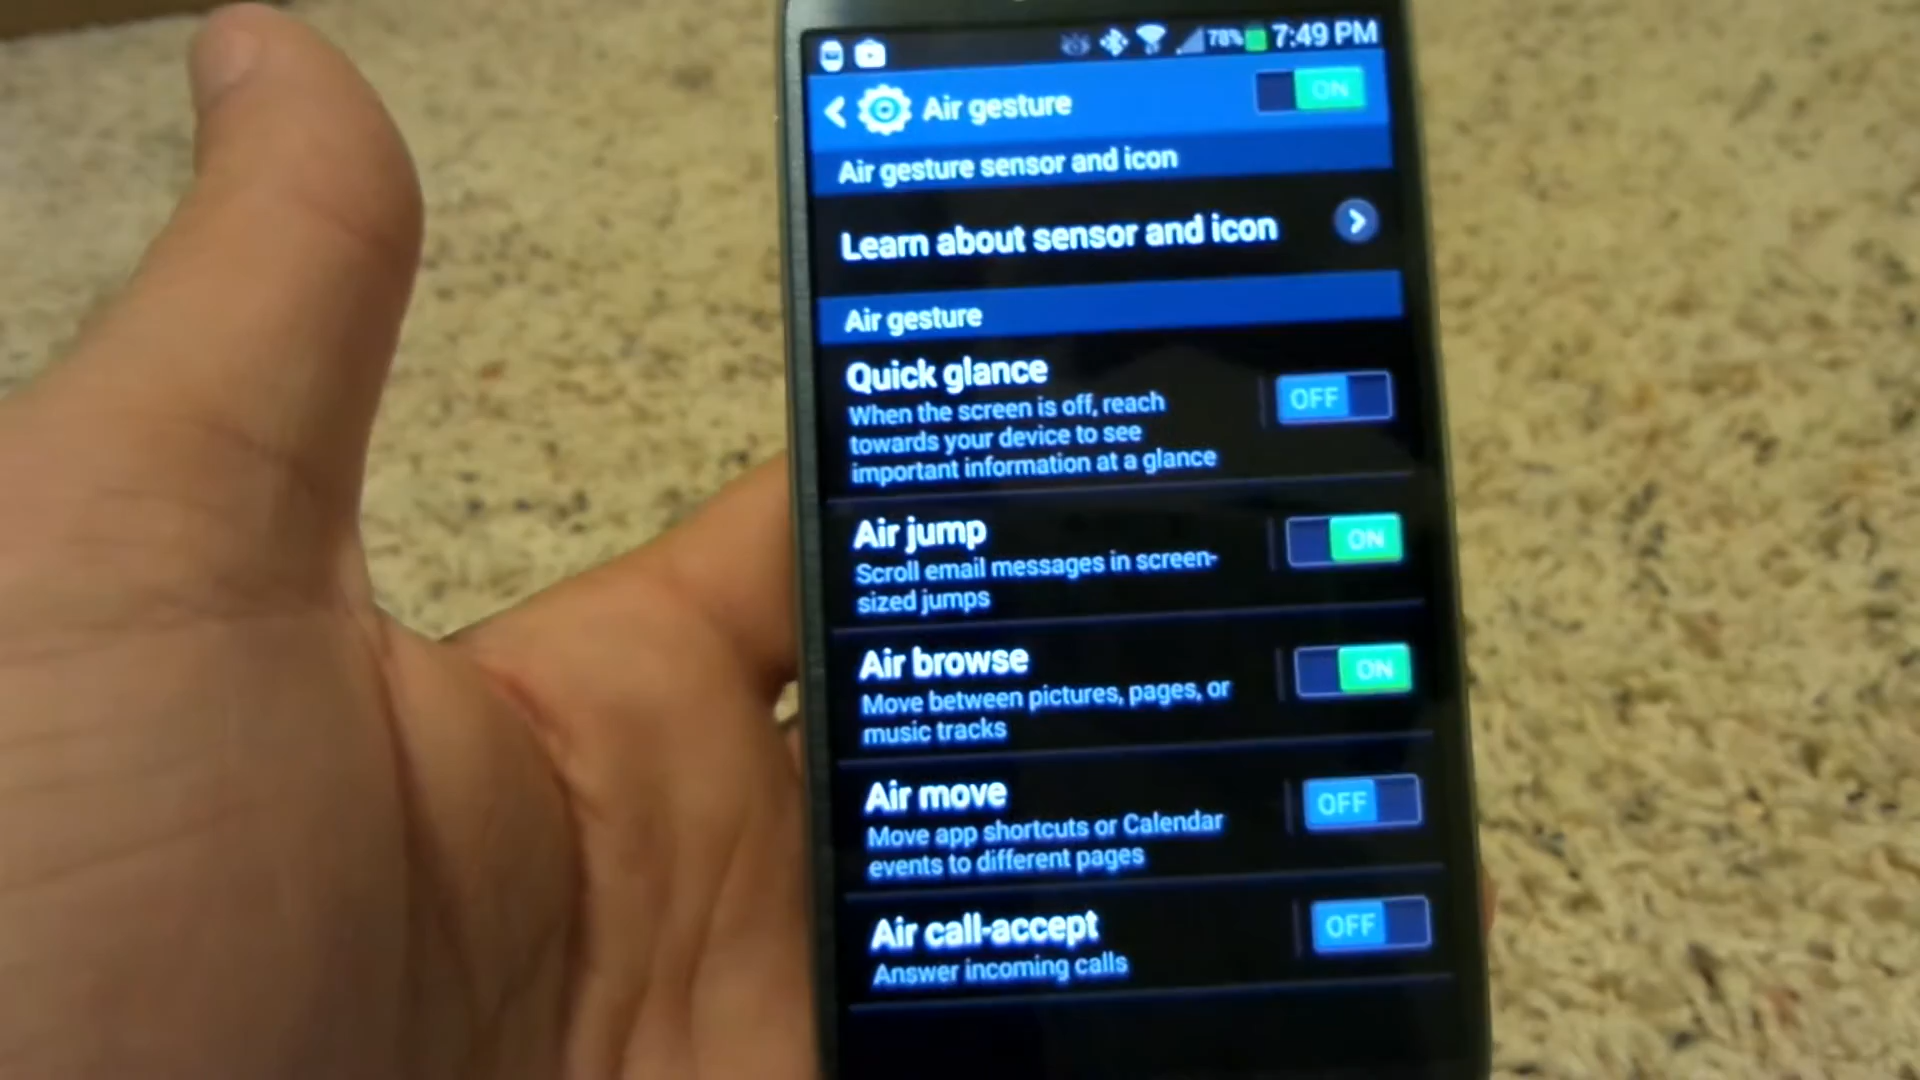 78% 7:49 PM
Air gesture ON
Air gesture sensor and icon
Learn about sensor and icon
Air gesture
Quick glance
When the screen is off, reach
towards your device to see
important information at a glance
OFF
Air jump
Scroll email messages in screen-
sized jumps
ON
Air browse
Move between pictures, pages, or
music tracks
ON
Air move
Move app shortcuts or Calendar
events to different pages
OFF
Air call-accept
Answer incoming calls
OFF